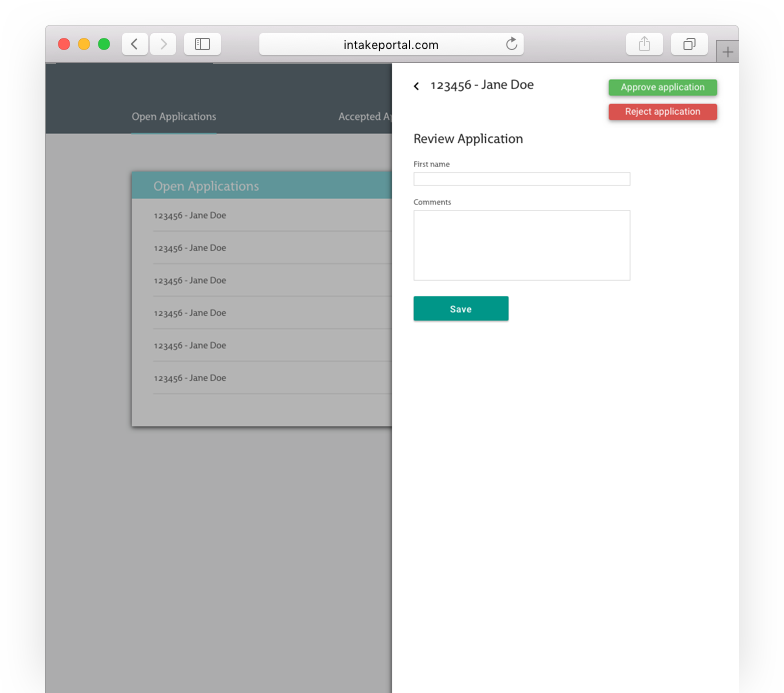 intakeportal.com
Open Applications
Accepted
Open Applications
123456 - Jane Doe
123456 - Jane Doe
123456 - Jane Doe
123456 - Jane Doe
123456 - Jane Doe
123456 - Jane Doe
123456 - Jane Doe
Approve application
Reject application
Review Application
First name
Comments
Save